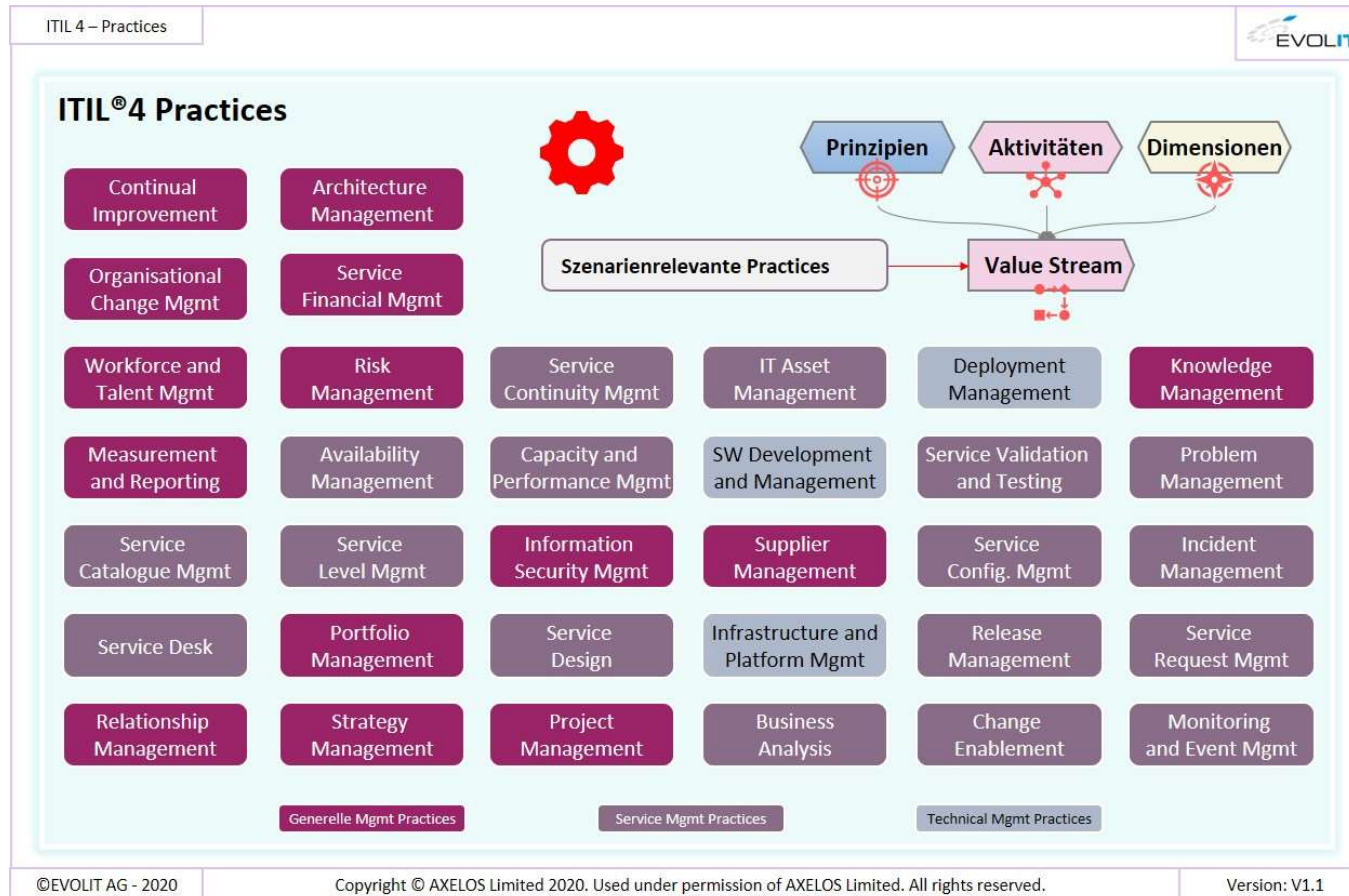 ITIL 4 – Practices
EVOLIT
ITIL®4 Practices
Prinzipien
Aktivitäten
Dimensionen
Szenarienrelevante Practices
Value Stream
Continual
Improvement
Architecture
Management
Organisational
Change Mgmt
Service
Financial Mgmt
Workforce and
Talent Mgmt
Risk
Management
Service
Continuity Mgmt
IT Asset
Management
Deployment
Management
Knowledge
Management
Measurement
and Reporting
Availability
Management
Capacity and
Performance Mgmt
SW Development
and Management
Service Validation
and Testing
Problem
Management
Service
Catalogue Mgmt
Service
Level Mgmt
Information
Security Mgmt
Supplier
Management
Service
Config. Mgmt
Incident
Management
Service Desk
Portfolio
Management
Service
Design
Infrastructure and
Platform Mgmt
Release
Management
Service
Request Mgmt
Relationship
Management
Strategy
Management
Project
Management
Business
Analysis
Change
Enablement
Monitoring
and Event Mgmt
Generelle Mgmt Practices
Service Mgmt Practices
Technical Mgmt Practices
©EVOLIT AG - 2020
Copyright © AXELOS Limited 2020. Used under permission of AXELOS Limited. All rights reserved.
Version: V1.1